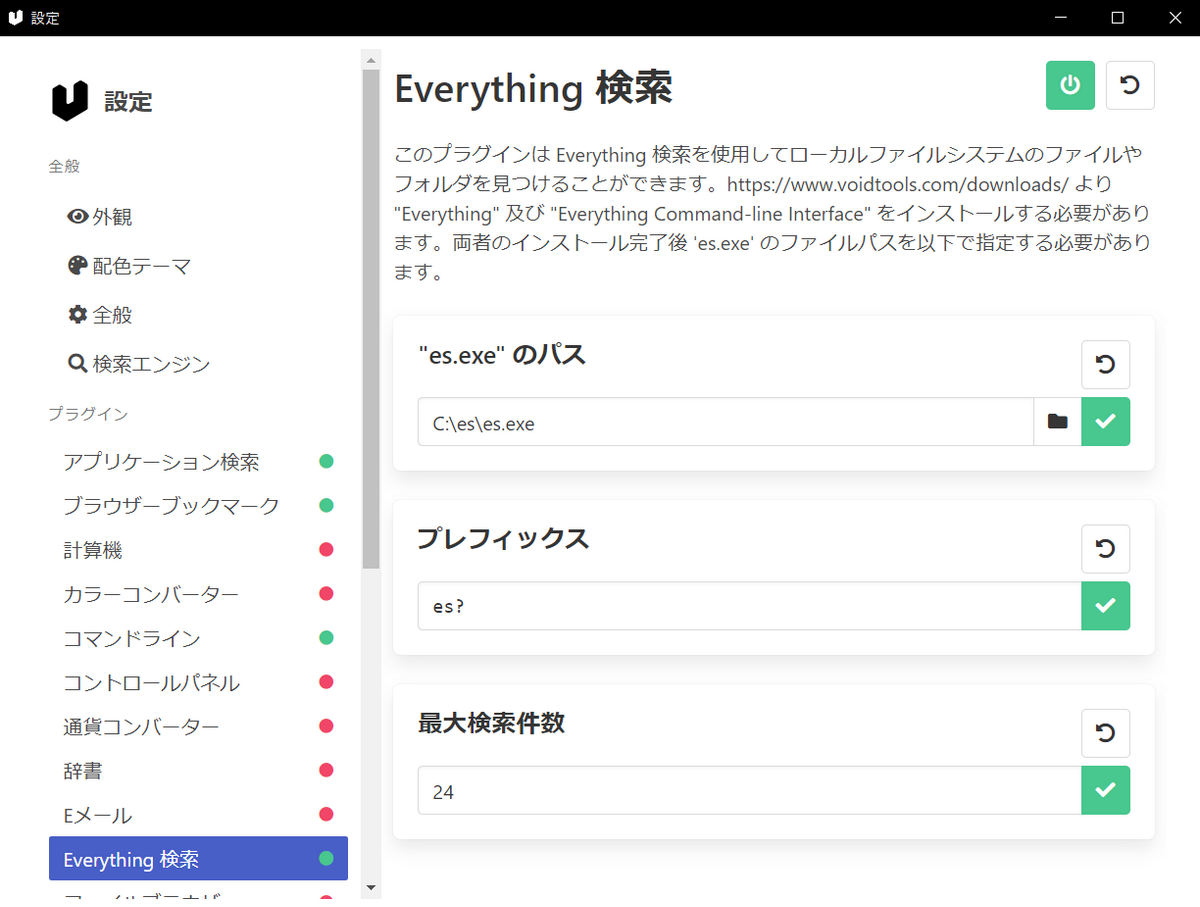 設定
設定
全般
外観
配色テーマ
全般
検索エンジン
プラグイン
アプリケーション検索
ブラウザーブックマーク
計算機
カラーコンバーター
コマンドライン
コントロールパネル
通貨コンバーター
辞書
Eメール
Everything 検索
Everything 検索
このプラグインは Everything 検索を使用してローカルファイルシステムのファイルや
フォルダを見つけることができます。https://www.voidtools.com/downloads/ より
"Everything" 及び "Everything Command-line Interface" をインストールする必要があり
ます。両者のインストール完了後 'es.exe' のファイルパスを以下で指定する必要があり
ます。
"es.exe" のパス
C:\es\es.exe
プレフィックス
es?
最大検索件数
24